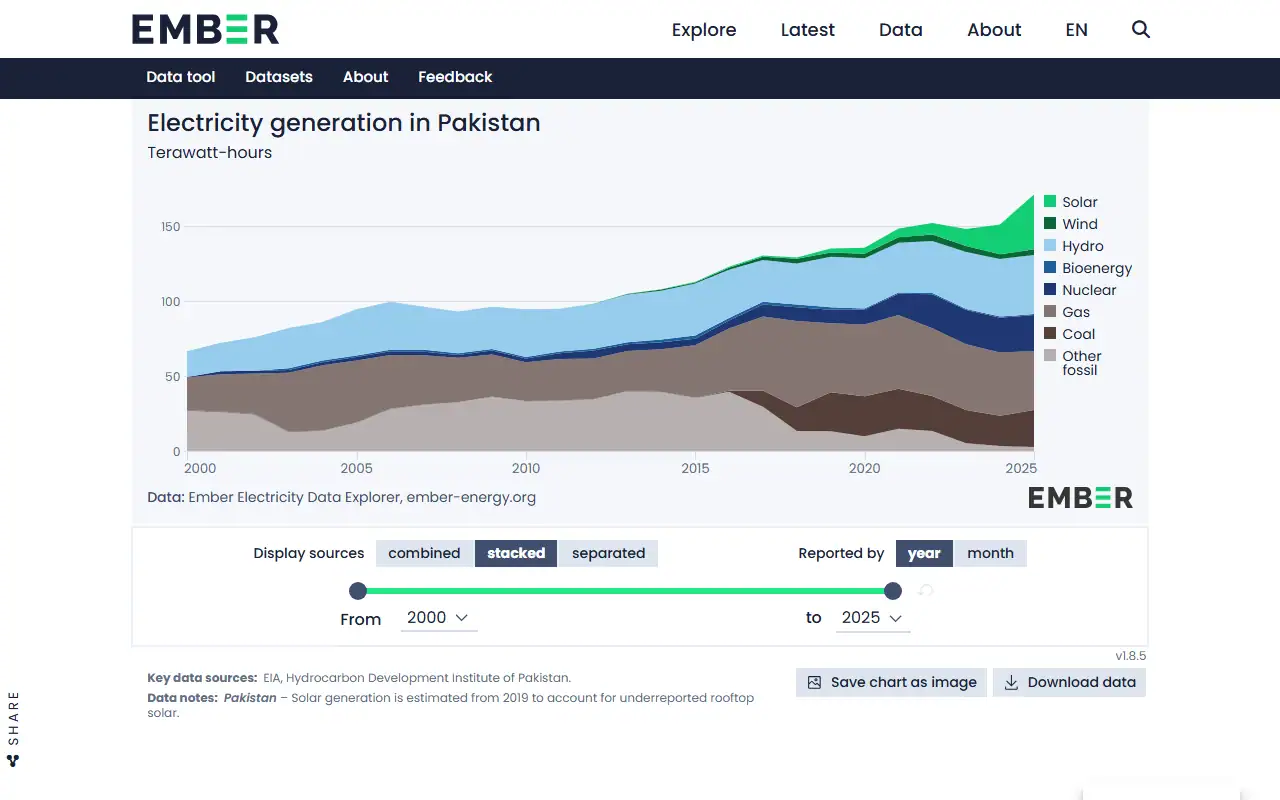 EMBER
Explore Latest Data About EN
Data tool Datasets About Feedback
Electricity generation in Pakistan
Terawatt-hours
150
100
50
0
2000 2005 2010 2015 2020 2025
Solar
Wind
Hydro
Bioenergy
Nuclear
Gas
Coal
Other
fossil
Data: Ember Electricity Data Explorer, ember-energy.org
EMBER
Display sources combined stacked separated Reported by year month
From 2000 to 2025
v1.8.5
Key data sources: EIA, Hydrocarbon Development Institute of Pakistan.
Data notes: Pakistan – Solar generation is estimated from 2019 to account for underreported rooftop
solar.
Save chart as image Download data
SHARE